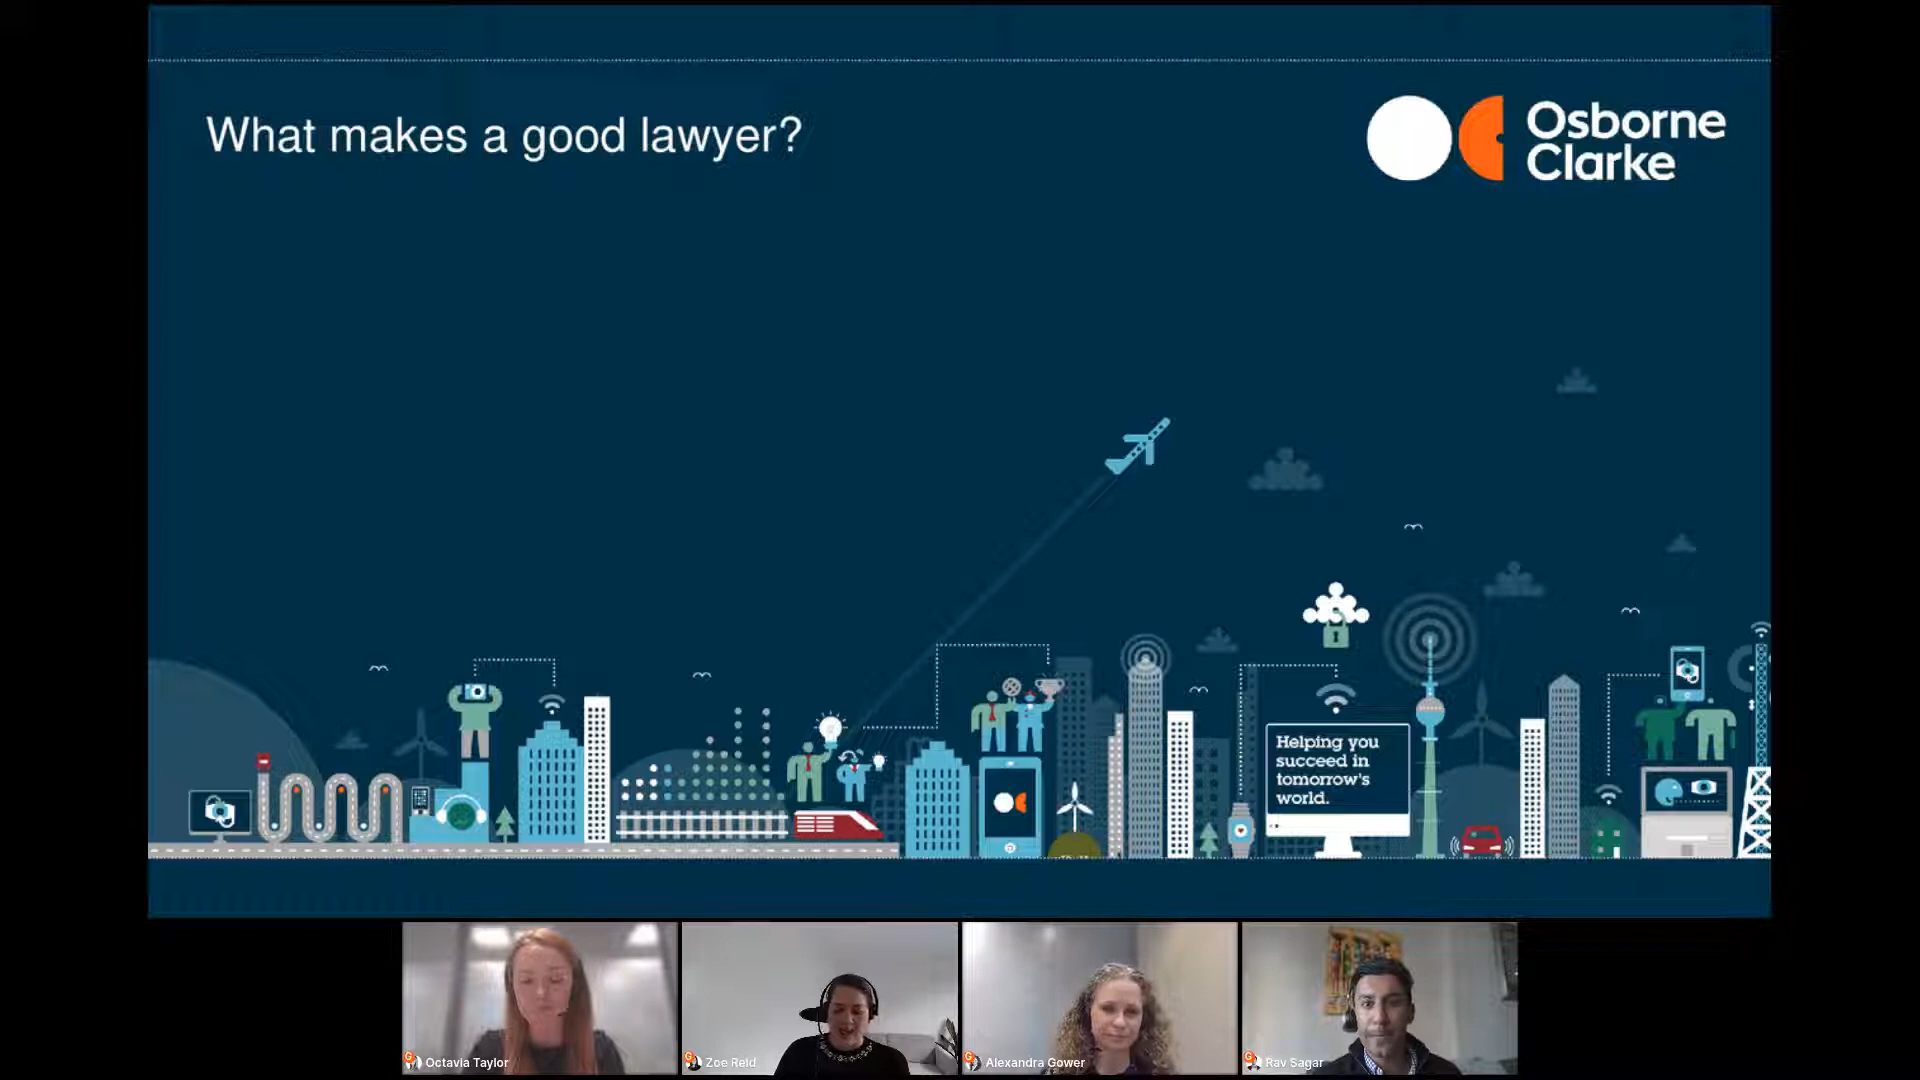 What makes a good lawyer?
Osborne
Clarke
Helping you
succeed in
tomorrow's
world.
Octavia Taylor
Zoe Reid
Alexandra Gower
Rav Sagar